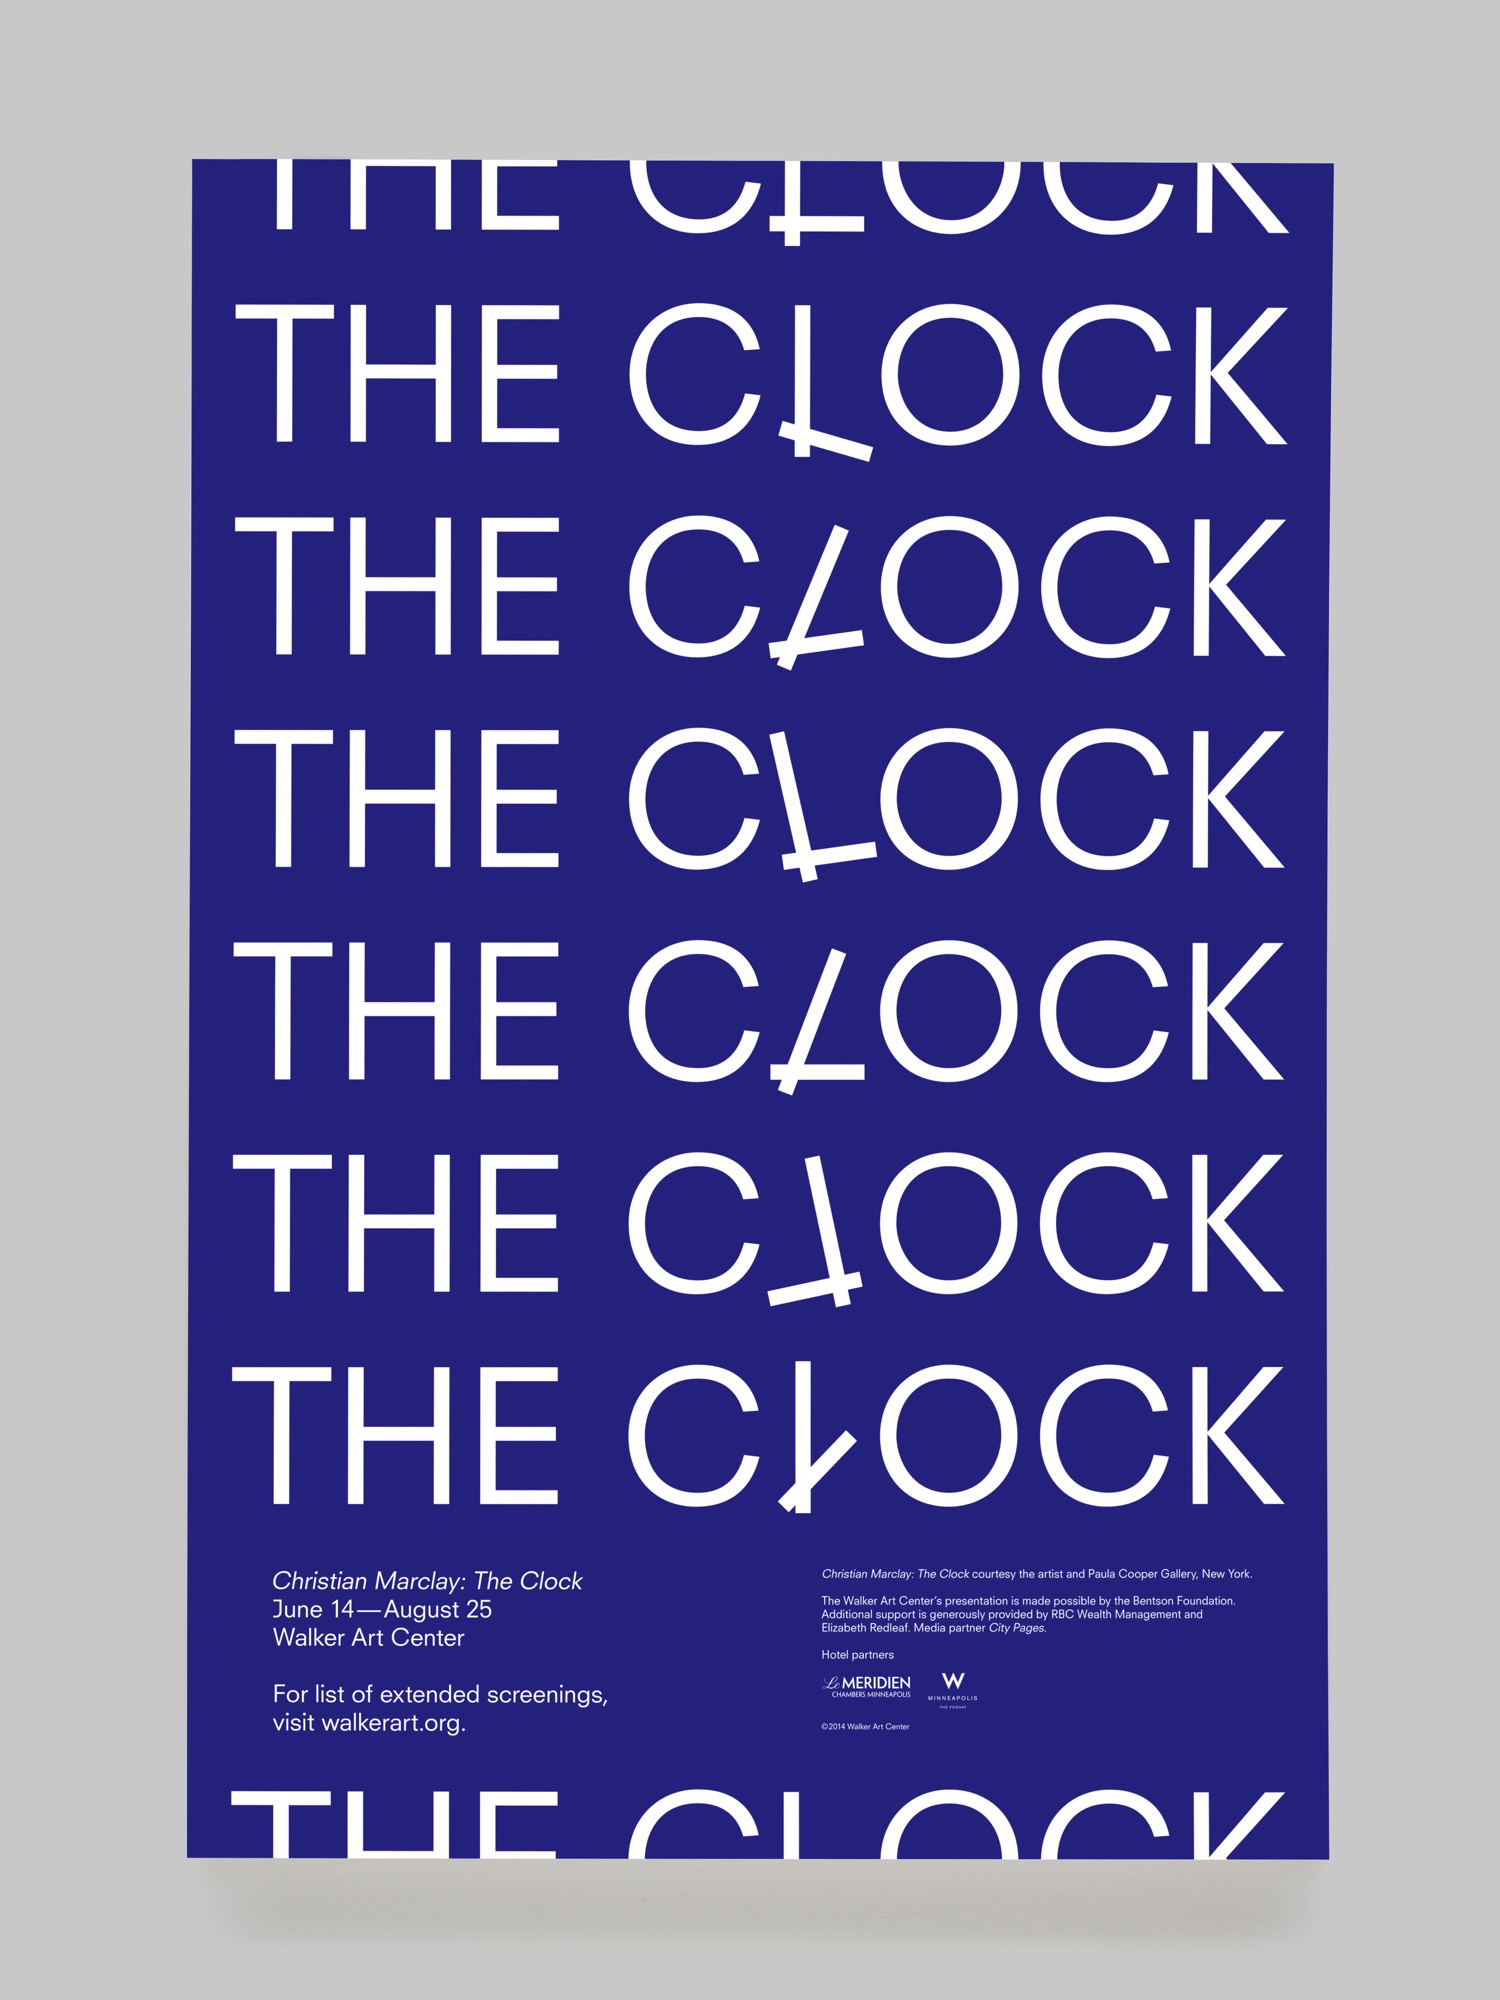 THE CLOCK
THE CLOCK
THE CLOCK
THE CLOCK
THE CLOCK
THE CLOCK
THE CLOCK
Christian Marclay: The Clock
June 14—August 25
Walker Art Center
For list of extended screenings,
visit walkerart.org.
Christian Marclay: The Clock courtesy the artist and Paula Cooper Gallery, New York.
The Walker Art Center's presentation is made possible by the Bentson Foundation.
Additional support is generously provided by RBC Wealth Management and
Elizabeth Redleaf. Media partner City Pages.
Hotel partners
Le MERIDIEN
CHAMBERS MINNEAPOLIS
W
MINNEAPOLIS
THE FOSHAY
©2014 Walker Art Center
THE CLOCK